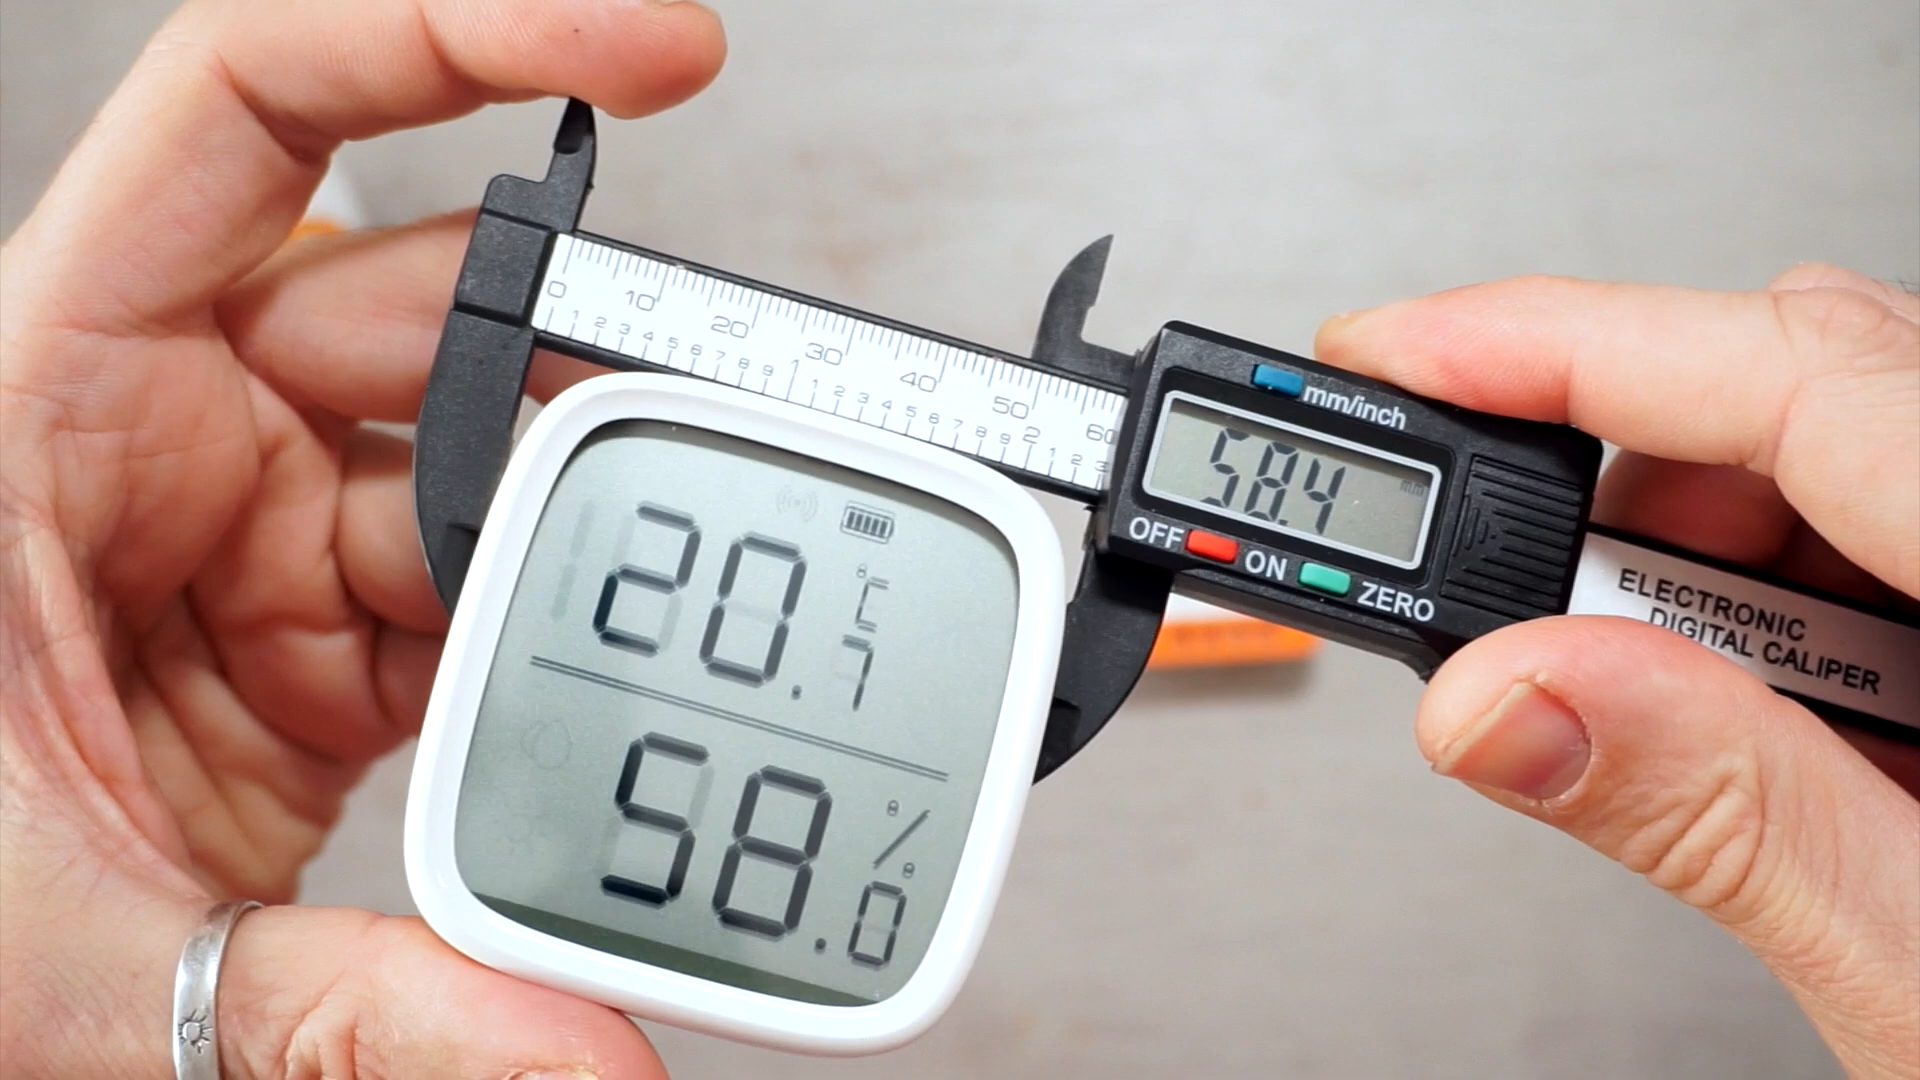 0 10 20 30 40 50 60
1 2 3 4 5 6 7 8 9 1 1 2 3 4 5 6 7 8 9 2 1 2 3
mm/inch
58.4 mm
OFF ON ZERO
ELECTRONIC
DIGITAL CALIPER
20.7 °C
58.0 %